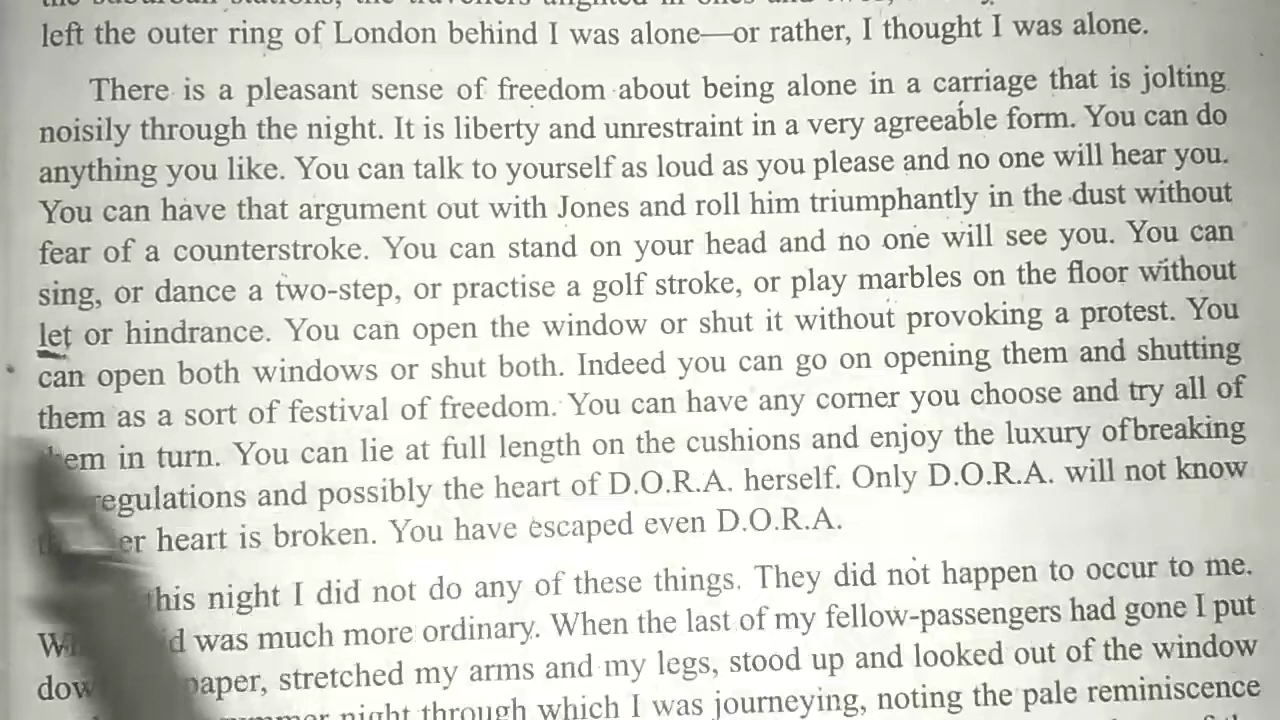 the suburban stations, the travellers alighted in ones and
left the outer ring of London behind I was alone—or rather, I thought I was alone.
There is a pleasant sense of freedom about being alone in a carriage that is jolting
noisily through the night. It is liberty and unrestraint in a very agreeable form. You can do
anything you like. You can talk to yourself as loud as you please and no one will hear you.
You can have that argument out with Jones and roll him triumphantly in the dust without
fear of a counterstroke. You can stand on your head and no one will see you. You can
sing, or dance a two-step, or practise a golf stroke, or play marbles on the floor without
let or hindrance. You can open the window or shut it without provoking a protest. You
can open both windows or shut both. Indeed you can go on opening them and shutting
them as a sort of festival of freedom. You can have any corner you choose and try all of
em in turn. You can lie at full length on the cushions and enjoy the luxury of breaking
regulations and possibly the heart of D.O.R.A. herself. Only D.O.R.A. will not know
er heart is broken. You have escaped even D.O.R.A.
his night I did not do any of these things. They did not happen to occur to me.
d was much more ordinary. When the last of my fellow-passengers had gone I put
dow paper, stretched my arms and my legs, stood up and looked out of the window
night through which I was journeying, noting the pale reminiscence